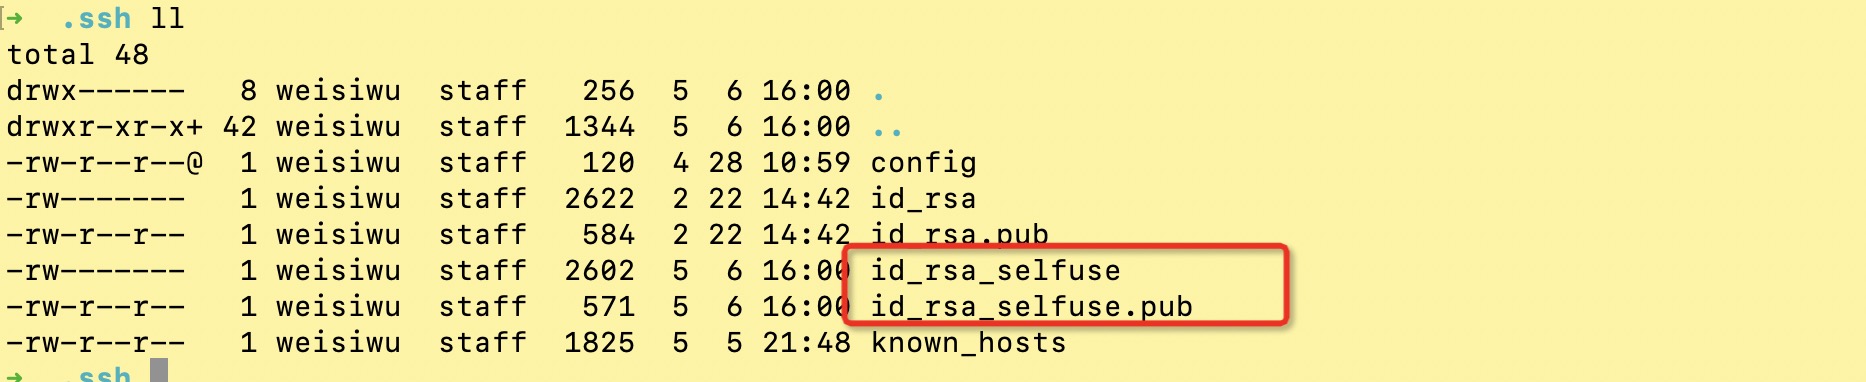 ➜ .ssh ll
total 48
drwx------ 8 weisiwu staff 256 5 6 16:00 .
drwxr-xr-x+ 42 weisiwu staff 1344 5 6 16:00 ..
-rw-r--r--@ 1 weisiwu staff 120 4 28 10:59 config
-rw------- 1 weisiwu staff 2622 2 22 14:42 id_rsa
-rw-r--r-- 1 weisiwu staff 584 2 22 14:42 id_rsa.pub
-rw------- 1 weisiwu staff 2602 5 6 16:00 id_rsa_selfuse
-rw-r--r-- 1 weisiwu staff 571 5 6 16:00 id_rsa_selfuse.pub
-rw-r--r-- 1 weisiwu staff 1825 5 5 21:48 known_hosts
➜ .ssh